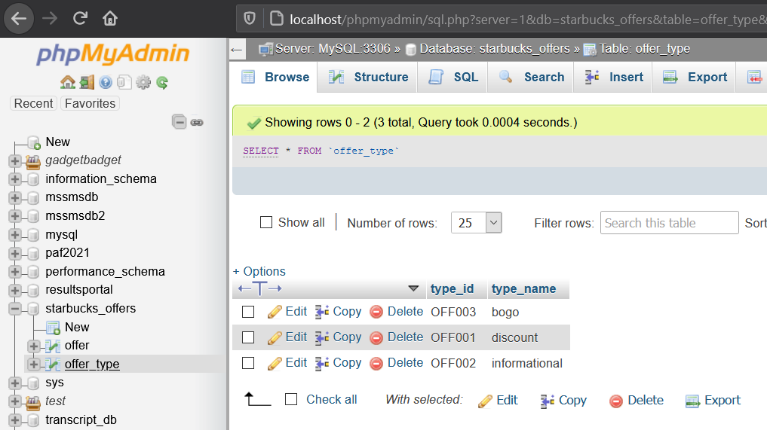 localhost/phpmyadmin/sql.php?server=1&db=starbucks_offers&table=offer_type&
phpMyAdmin
Recent Favorites
New
gadgetbadget
information_schema
mssmsdb
mssmsdb2
mysql
paf2021
performance_schema
resultsportal
starbucks_offers
New
offer
offer_type
sys
test
transcript_db
Server: MySQL:3306 » Database: starbucks_offers » Table: offer_type
Browse Structure SQL Search Insert Export
Showing rows 0 - 2 (3 total, Query took 0.0004 seconds.)
SELECT * FROM `offer_type`
Show all Number of rows: 25 Filter rows: Search this table Sort
+ Options
type_id type_name
Edit Copy Delete OFF003 bogo
Edit Copy Delete OFF001 discount
Edit Copy Delete OFF002 informational
Check all With selected: Edit Copy Delete Export